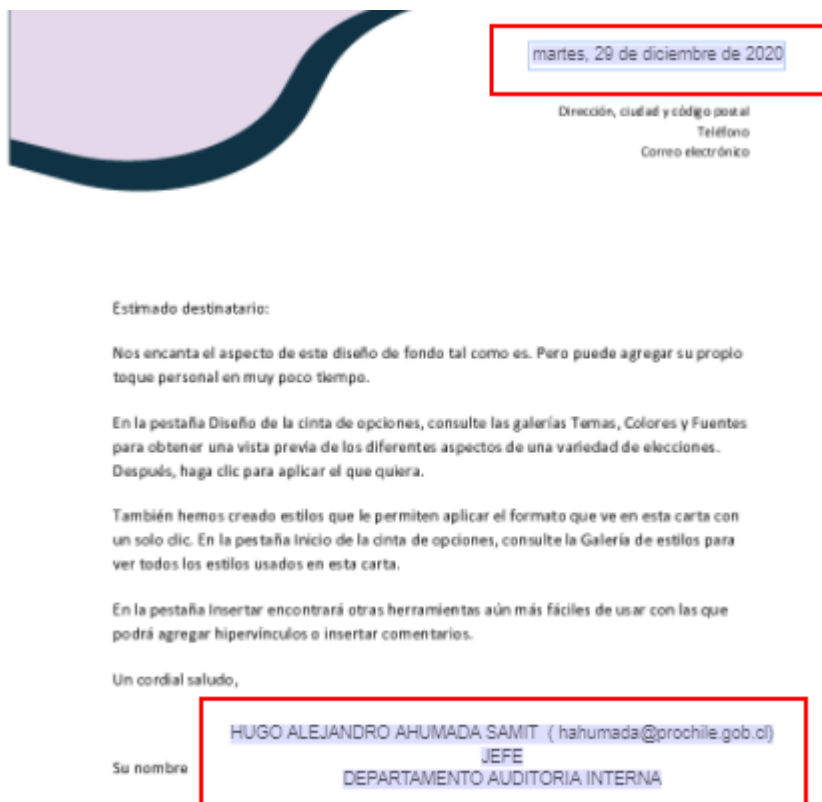 martes, 29 de diciembre de 2020
Dirección, ciudad y código postal
Teléfono
Correo electrónico
Estimado destinatario:
Nos encanta el aspecto de este diseño de fondo tal como es. Pero puede agregar su propio
toque personal en muy poco tiempo.
En la pestaña Diseño de la cinta de opciones, consulte las galerías Temas, Colores y Fuentes
para obtener una vista previa de los diferentes aspectos de una variedad de elecciones.
Después, haga clic para aplicar el que quiera.
También hemos creado estilos que le permiten aplicar el formato que ve en esta carta con
un solo clic. En la pestaña Inicio de la cinta de opciones, consulte la Galería de estilos para
ver todos los estilos usados en esta carta.
En la pestaña Insertar encontrará otras herramientas aún más fáciles de usar con las que
podrá agregar hipervínculos o insertar comentarios.
Un cordial saludo,
HUGO ALEJANDRO AHUMADA SAMIT ( hahumada@prochile.gob.cl)
JEFE
Su nombre
DEPARTAMENTO AUDITORIA INTERNA